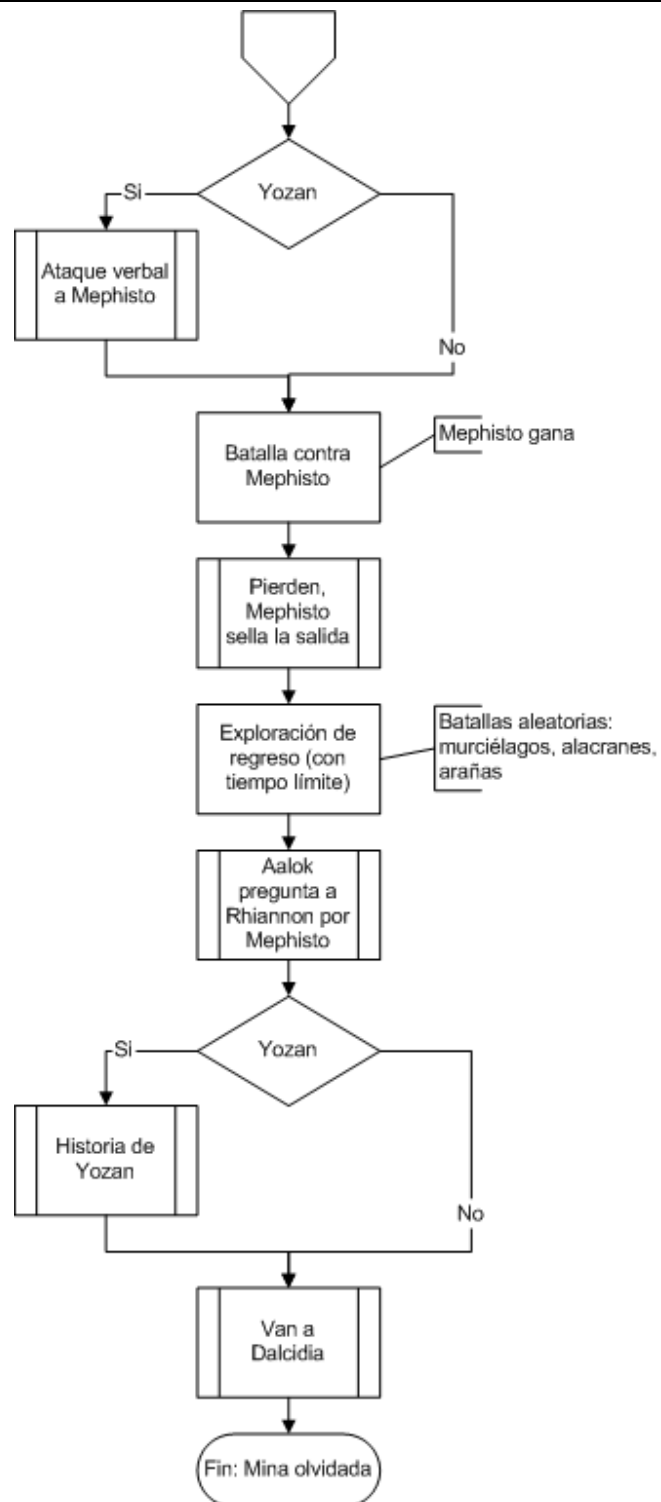 Yozan
Si
Ataque verbal
a Mephisto
No
Batalla contra
Mephisto
Mephisto gana
Pierden,
Mephisto
sella la salida
Exploración de
regreso (con
tiempo límite)
Batallas aleatorias:
murciélagos, alacranes,
arañas
Aalok
pregunta a
Rhiannon por
Mephisto
Yozan
Si
Historia de
Yozan
No
Van a
Dalcidia
Fin: Mina olvidada